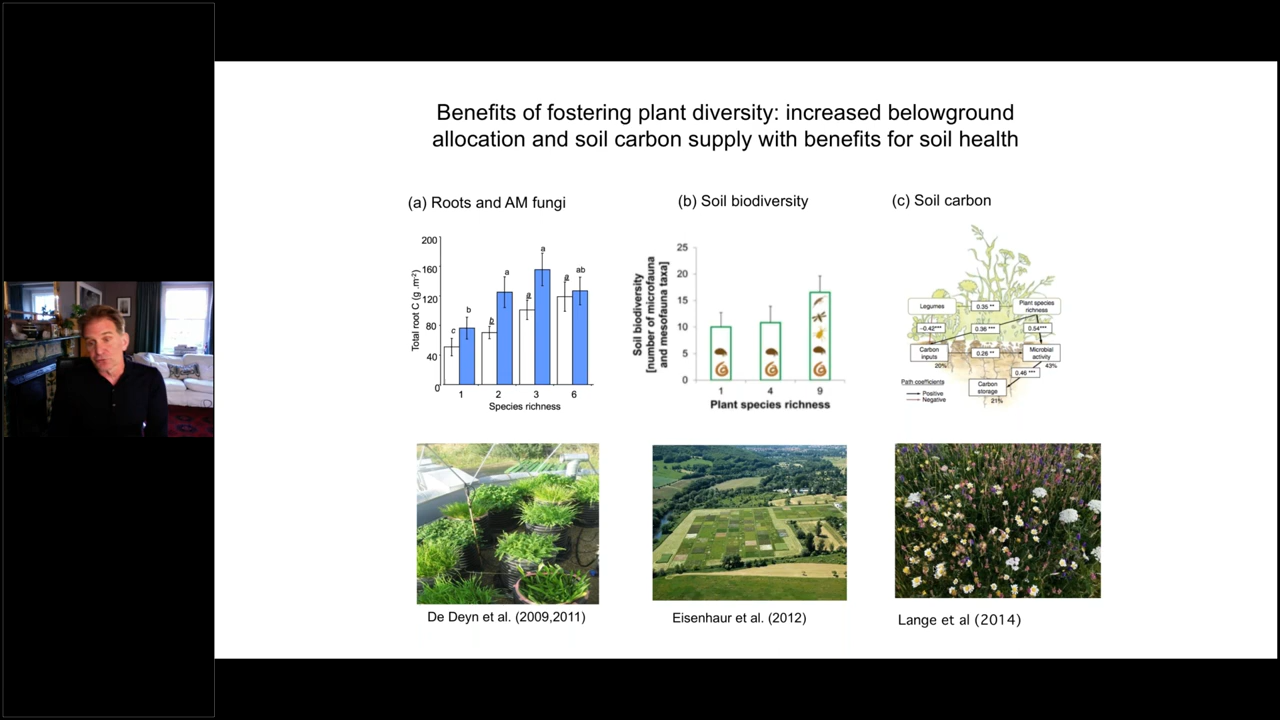 Benefits of fostering plant diversity: increased belowground
allocation and soil carbon supply with benefits for soil health
(a) Roots and AM fungi
(b) Soil biodiversity
(c) Soil carbon
Total root C (g .m-2)
200
160
120
80
40
0
c
b
b
a
a
a
a
ab
1
2
3
6
Species richness
Soil biodiversity
[number of microfauna
and mesofauna taxa]
25
20
15
10
5
0
1
4
9
Plant species richness
Legumes
0.35 **
Plant species
richness
-0.42***
0.36 ***
0.54***
Carbon
inputs
0.26 **
Microbial
activity
20%
43%
0.46 ***
Carbon
storage
21%
Path coefficients
Positive
Negative
De Deyn et al. (2009,2011)
Eisenhaur et al. (2012)
Lange et al (2014)